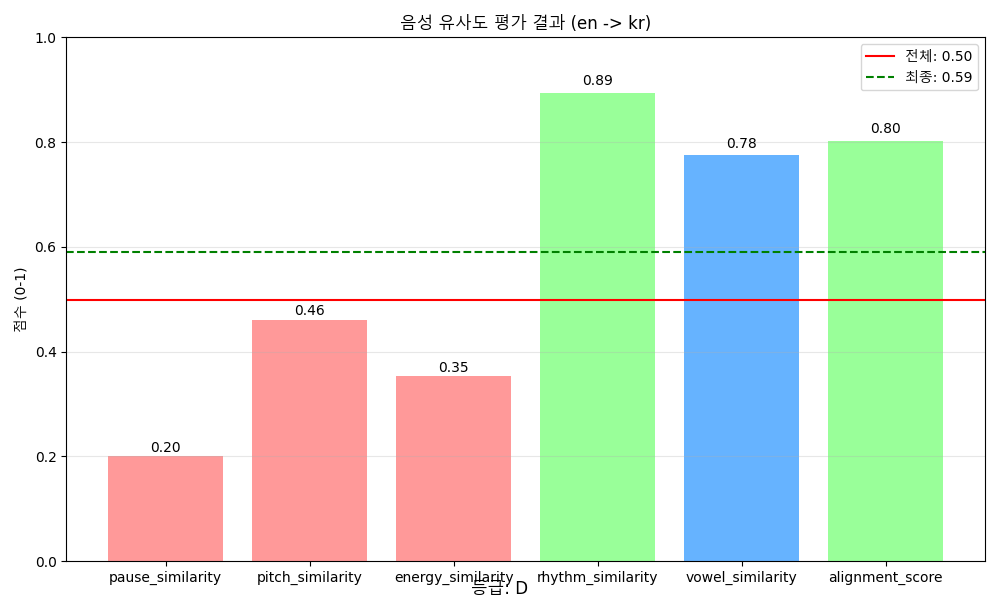 음성 유사도 평가 결과 (en -> kr)
전체: 0.50
최종: 0.59
점수 (0-1)
1.0
0.8
0.6
0.4
0.2
0.0
0.20
0.46
0.35
0.89
0.78
0.80
pause_similarity
pitch_similarity
energy_similarity
rhythm_similarity
vowel_similarity
alignment_score
등급: D